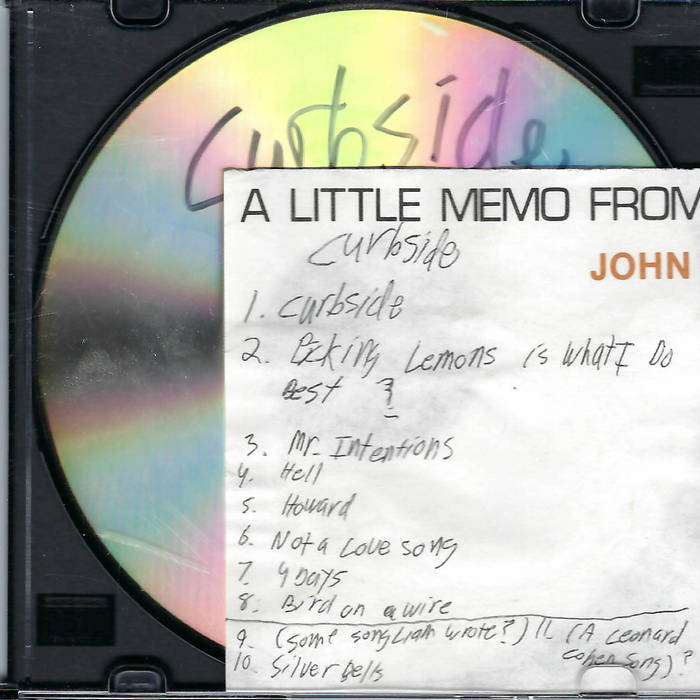 Curbside
A LITTLE MEMO FROM
JOHN
Curbside
1. Curbside
2. Picking Lemons is what I Do
Best ?
3. Mr. Intentions
4. Hell
5. Howard
6. Not a Love song
7. 4 Days
8. Bird on a wire
9. (some song Liam wrote?) // (A Leonard
Cohen song) ?
10 Silver Bells